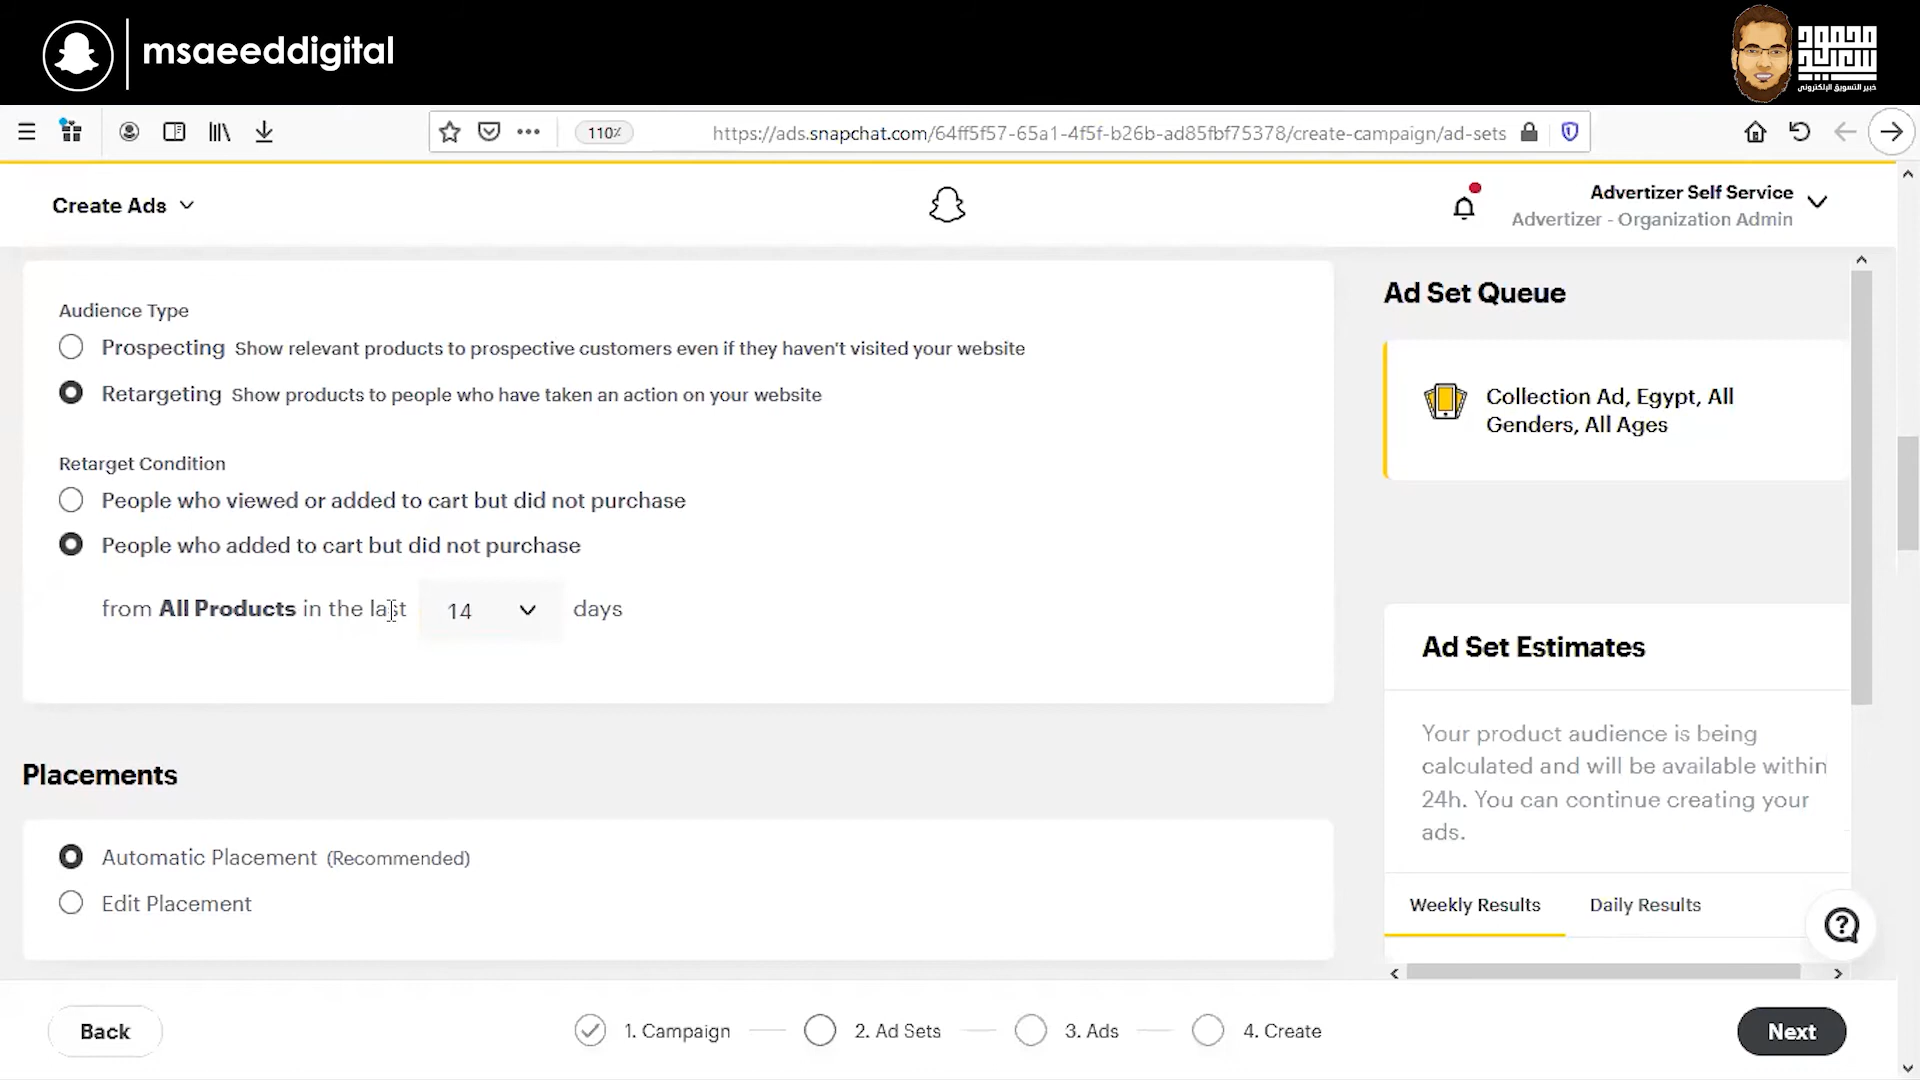 msaeeddigital
محمود
سعيد
خبير التسويق الإلكتروني
110%
https://ads.snapchat.com/64ff5f57-65a1-4f5f-b26b-ad85fbf75378/create-campaign/ad-sets
Create Ads
Advertizer Self Service
Advertizer - Organization Admin
Audience Type
Prospecting Show relevant products to prospective customers even if they haven't visited your website
Retargeting Show products to people who have taken an action on your website
Retarget Condition
People who viewed or added to cart but did not purchase
People who added to cart but did not purchase
from All Products in the last 14 days
Placements
Automatic Placement (Recommended)
Edit Placement
Ad Set Queue
Collection Ad, Egypt, All
Genders, All Ages
Ad Set Estimates
Your product audience is being
calculated and will be available within
24h. You can continue creating your
ads.
Weekly Results Daily Results
Back
1. Campaign
2. Ad Sets
3. Ads
4. Create
Next